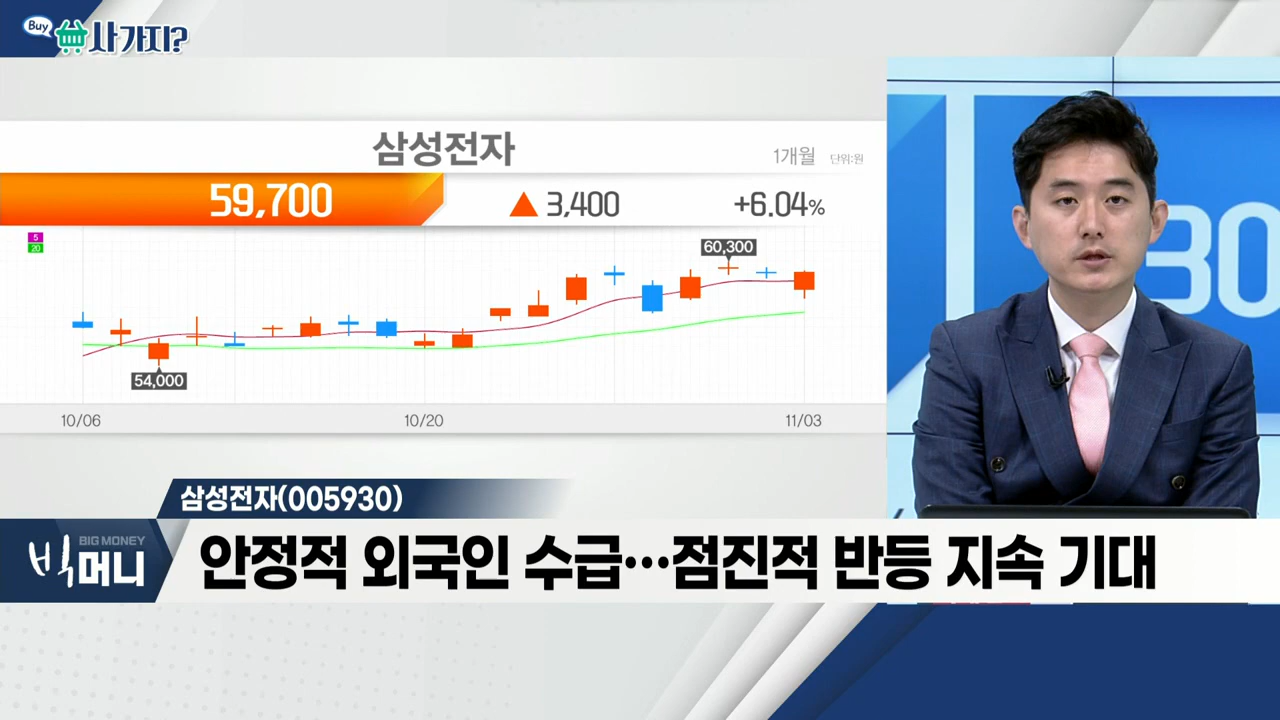 Buy
사가지?
삼성전자
1개월 단위:원
59,700 ▲ 3,400 +6.04%
5
20
60,300
54,000
10/06 10/20 11/03
30
삼성전자(005930)
BIG MONEY
빅머니
안정적 외국인 수급…점진적 반등 지속 기대